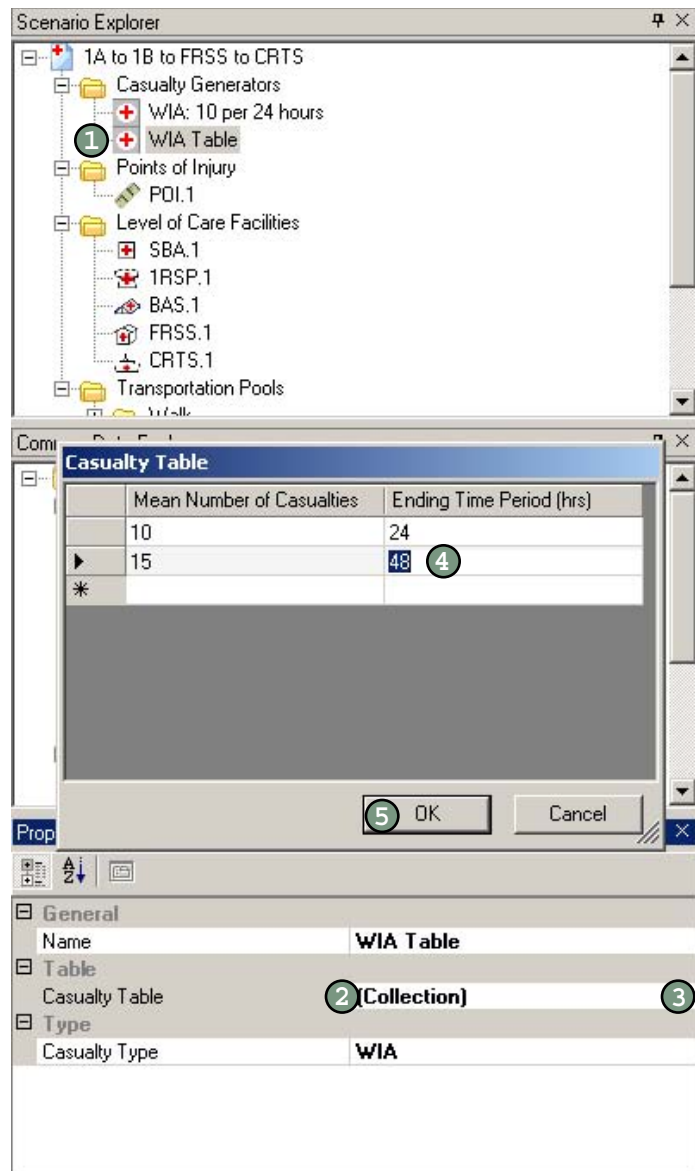 Scenario Explorer
1A to 1B to FRSS to CRTS
Casualty Generators
WIA: 10 per 24 hours
1 WIA Table
Points of Injury
POI.1
Level of Care Facilities
SBA.1
1RSP.1
BAS.1
FRSS.1
CRTS.1
Transportation Pools
Walk
Casualty Table
Mean Number of Casualties Ending Time Period (hrs)
10 24
15 48 4
5 OK Cancel
Prop
General
Name WIA Table
Table
Casualty Table 2 (Collection) 3
Type
Casualty Type WIA